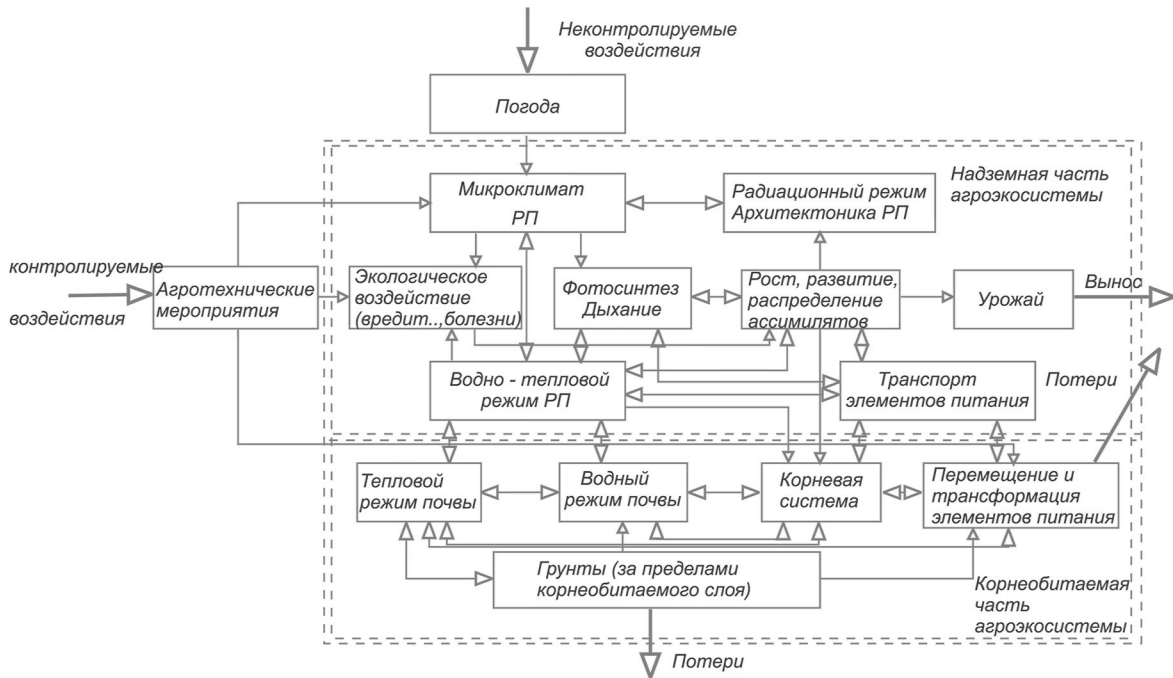 Неконтролируемые
воздействия
Погода
Микроклимат
РП
Радиационный режим
Архитектоника РП
Надземная часть
агроэкосистемы
контролируемые
воздействия
Агротехнические
мероприятия
Экологическое
воздействие
(вредит..,болезни)
Фотосинтез
Дыхание
Рост, развитие,
распределение
ассимилятов
Урожай
Вынос
Водно - тепловой
режим РП
Транспорт
элементов питания
Потери
Тепловой
режим почвы
Водный
режим почвы
Корневая
система
Перемещение и
трансформация
элементов питания
Грунты (за пределами
корнеобитаемого слоя)
Корнеобитаемая
часть
агроэкосистемы
Потери